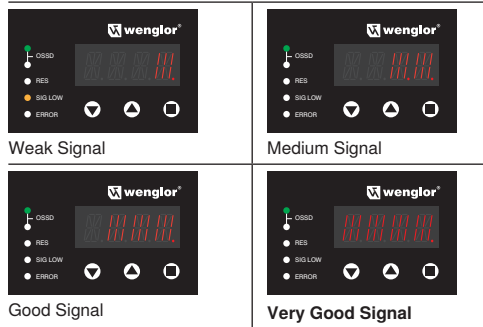 wenglor®
OSSD
RES
SIG LOW
ERROR
Weak Signal
wenglor®
OSSD
RES
SIG LOW
ERROR
Medium Signal
wenglor®
OSSD
RES
SIG LOW
ERROR
Good Signal
wenglor®
OSSD
RES
SIG LOW
ERROR
Very Good Signal